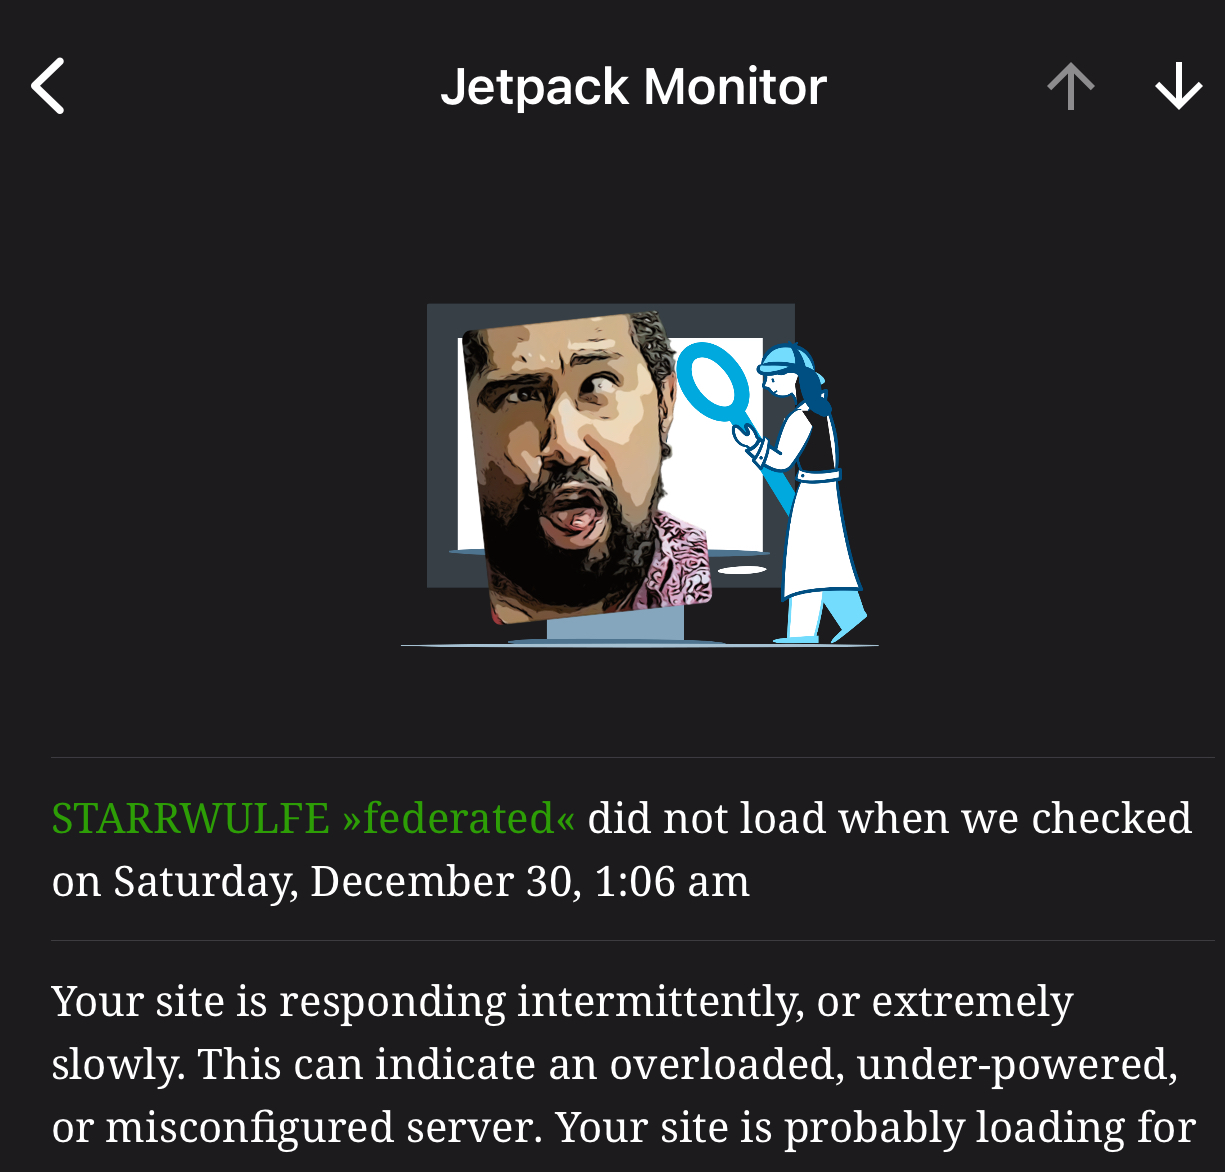 Jetpack Monitor
STARRWULFE »federated« did not load when we checked
on Saturday, December 30, 1:06 am
Your site is responding intermittently, or extremely
slowly. This can indicate an overloaded, under-powered,
or misconfigured server. Your site is probably loading for